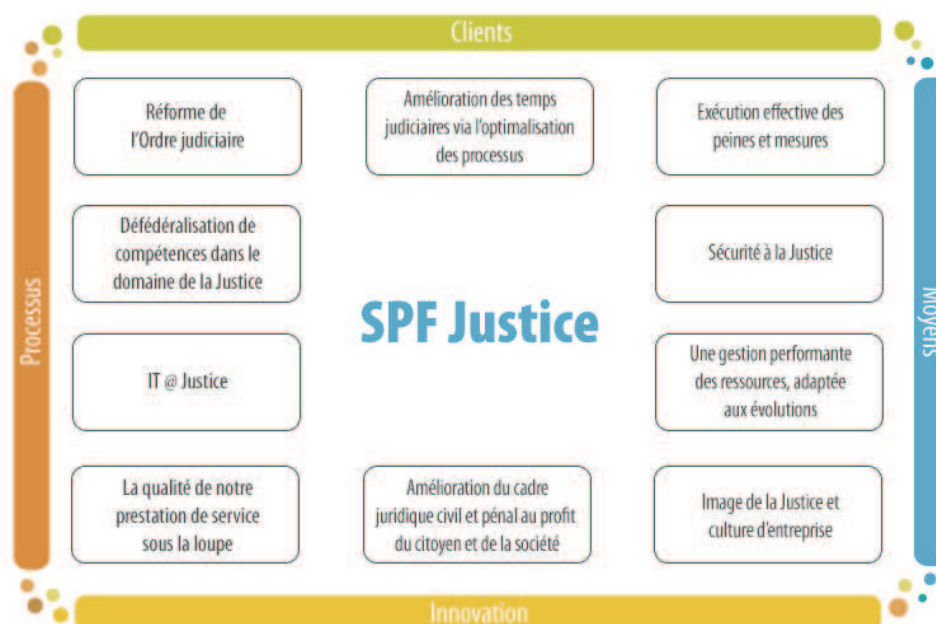 Clients
Réforme de
l'Ordre judiciaire
Amélioration des temps
judiciaires via l'optimalisation
des processus
Exécution effective des
peines et mesures
Processus
Défédéralisation de
compétences dans le
domaine de la Justice
Sécurité à la Justice
Moyens
SPF Justice
IT @ Justice
Une gestion performante
des ressources, adaptée
aux évolutions
La qualité de notre
prestation de service
sous la loupe
Amélioration du cadre
juridique civil et pénal au profit
du citoyen et de la société
Image de la Justice et
culture d'entreprise
Innovation